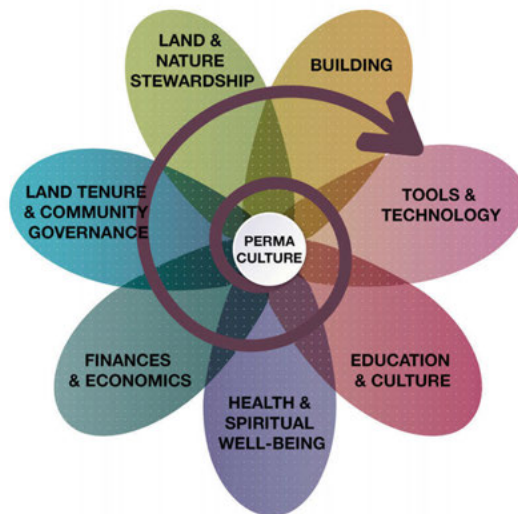 LAND &
NATURE
STEWARDSHIP
BUILDING
TOOLS &
TECHNOLOGY
EDUCATION
& CULTURE
HEALTH &
SPIRITUAL
WELL-BEING
FINANCES
& ECONOMICS
LAND TENURE
& COMMUNITY
GOVERNANCE
PERMA
CULTURE